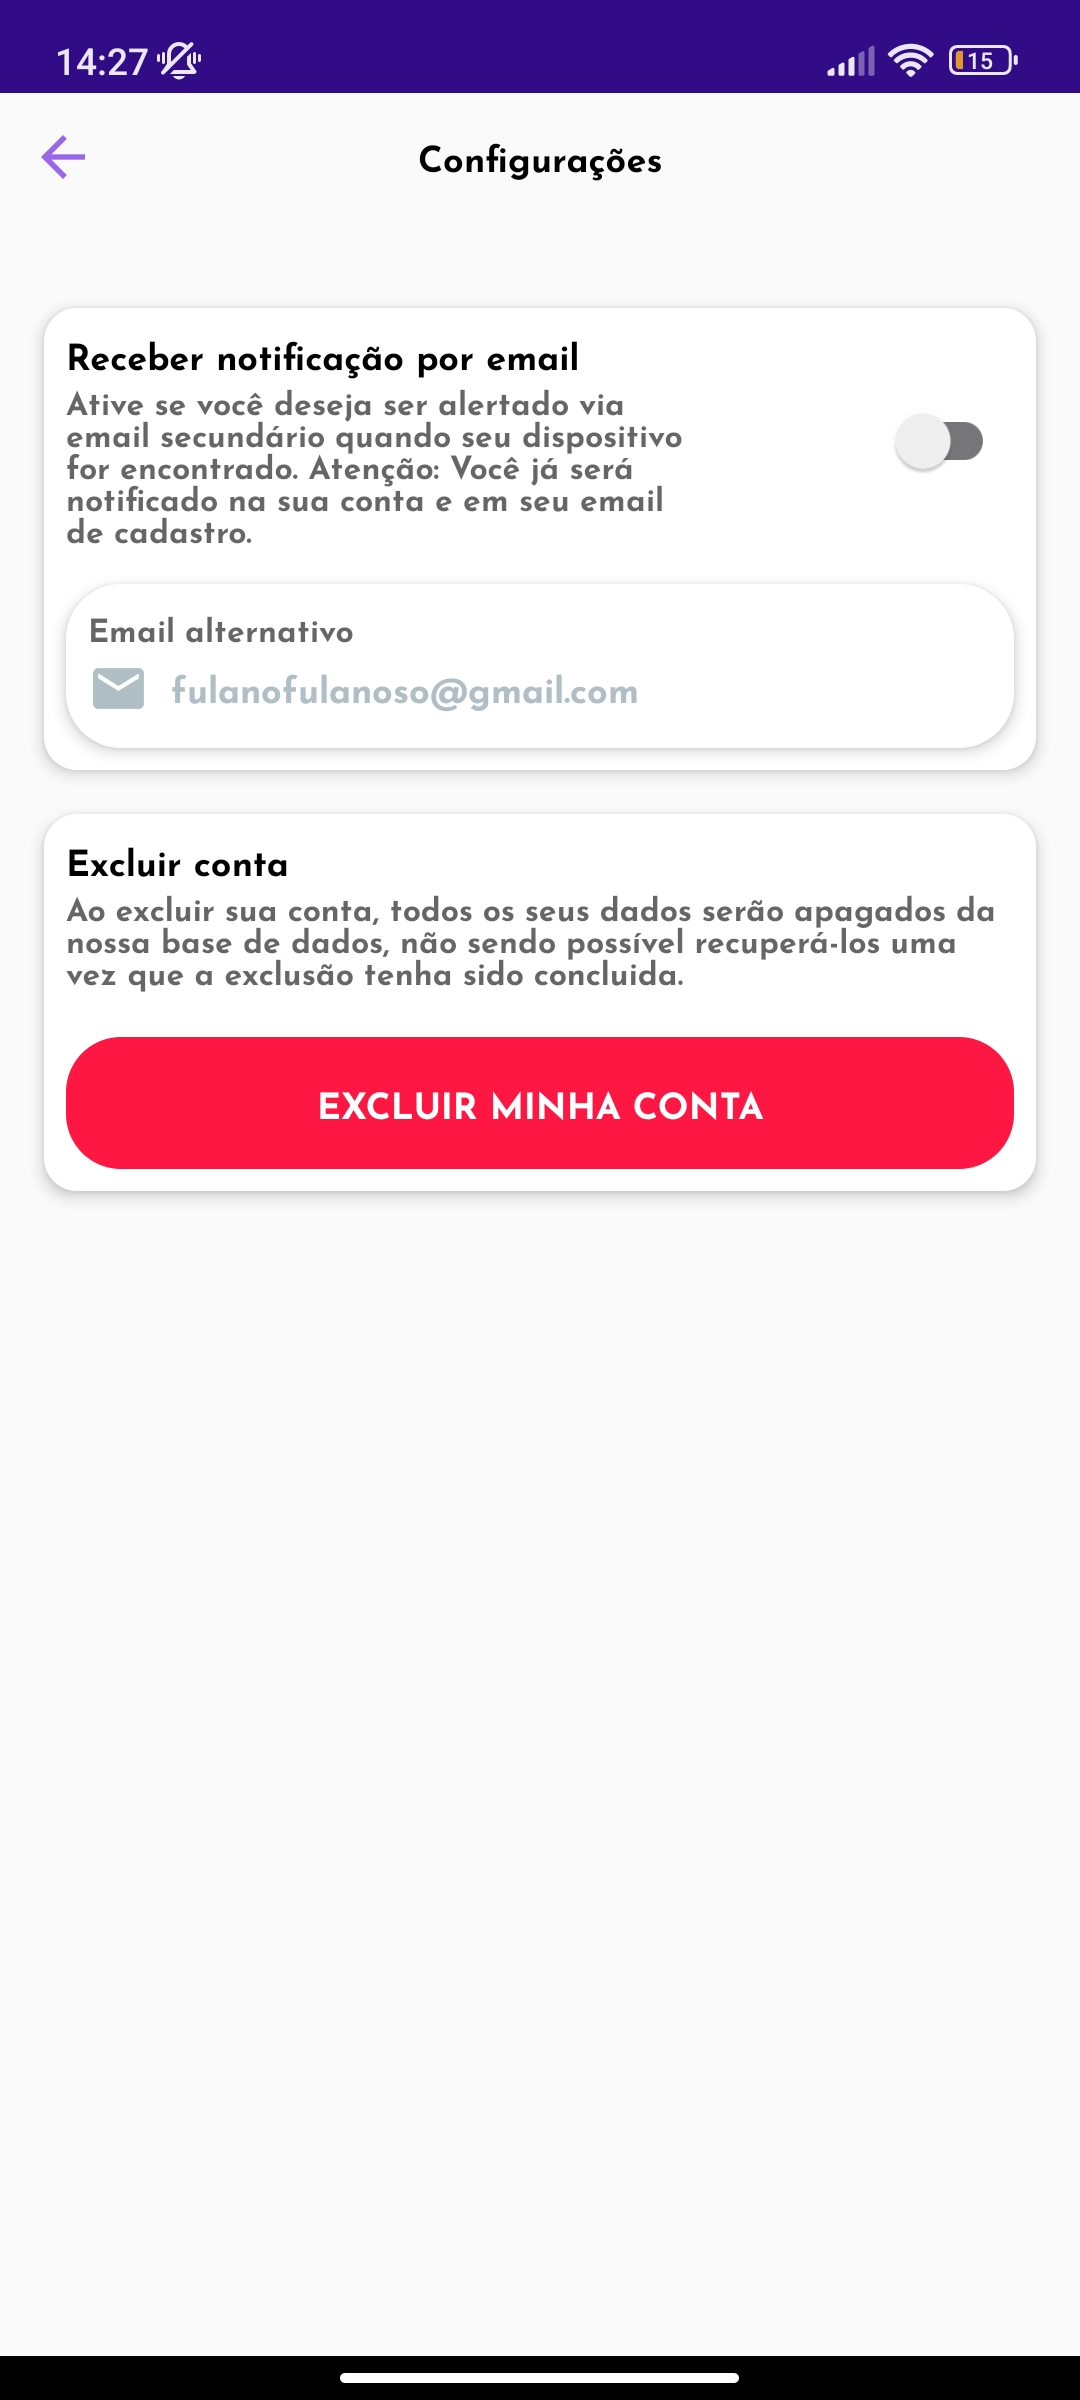 14:27
15
Configurações
Receber notificação por email
Ative se você deseja ser alertado via
email secundário quando seu dispositivo
for encontrado. Atenção: Você já será
notificado na sua conta e em seu email
de cadastro.
Email alternativo
fulanofulanoso@gmail.com
Excluir conta
Ao excluir sua conta, todos os seus dados serão apagados da
nossa base de dados, não sendo possível recuperá-los uma
vez que a exclusão tenha sido concluida.
EXCLUIR MINHA CONTA